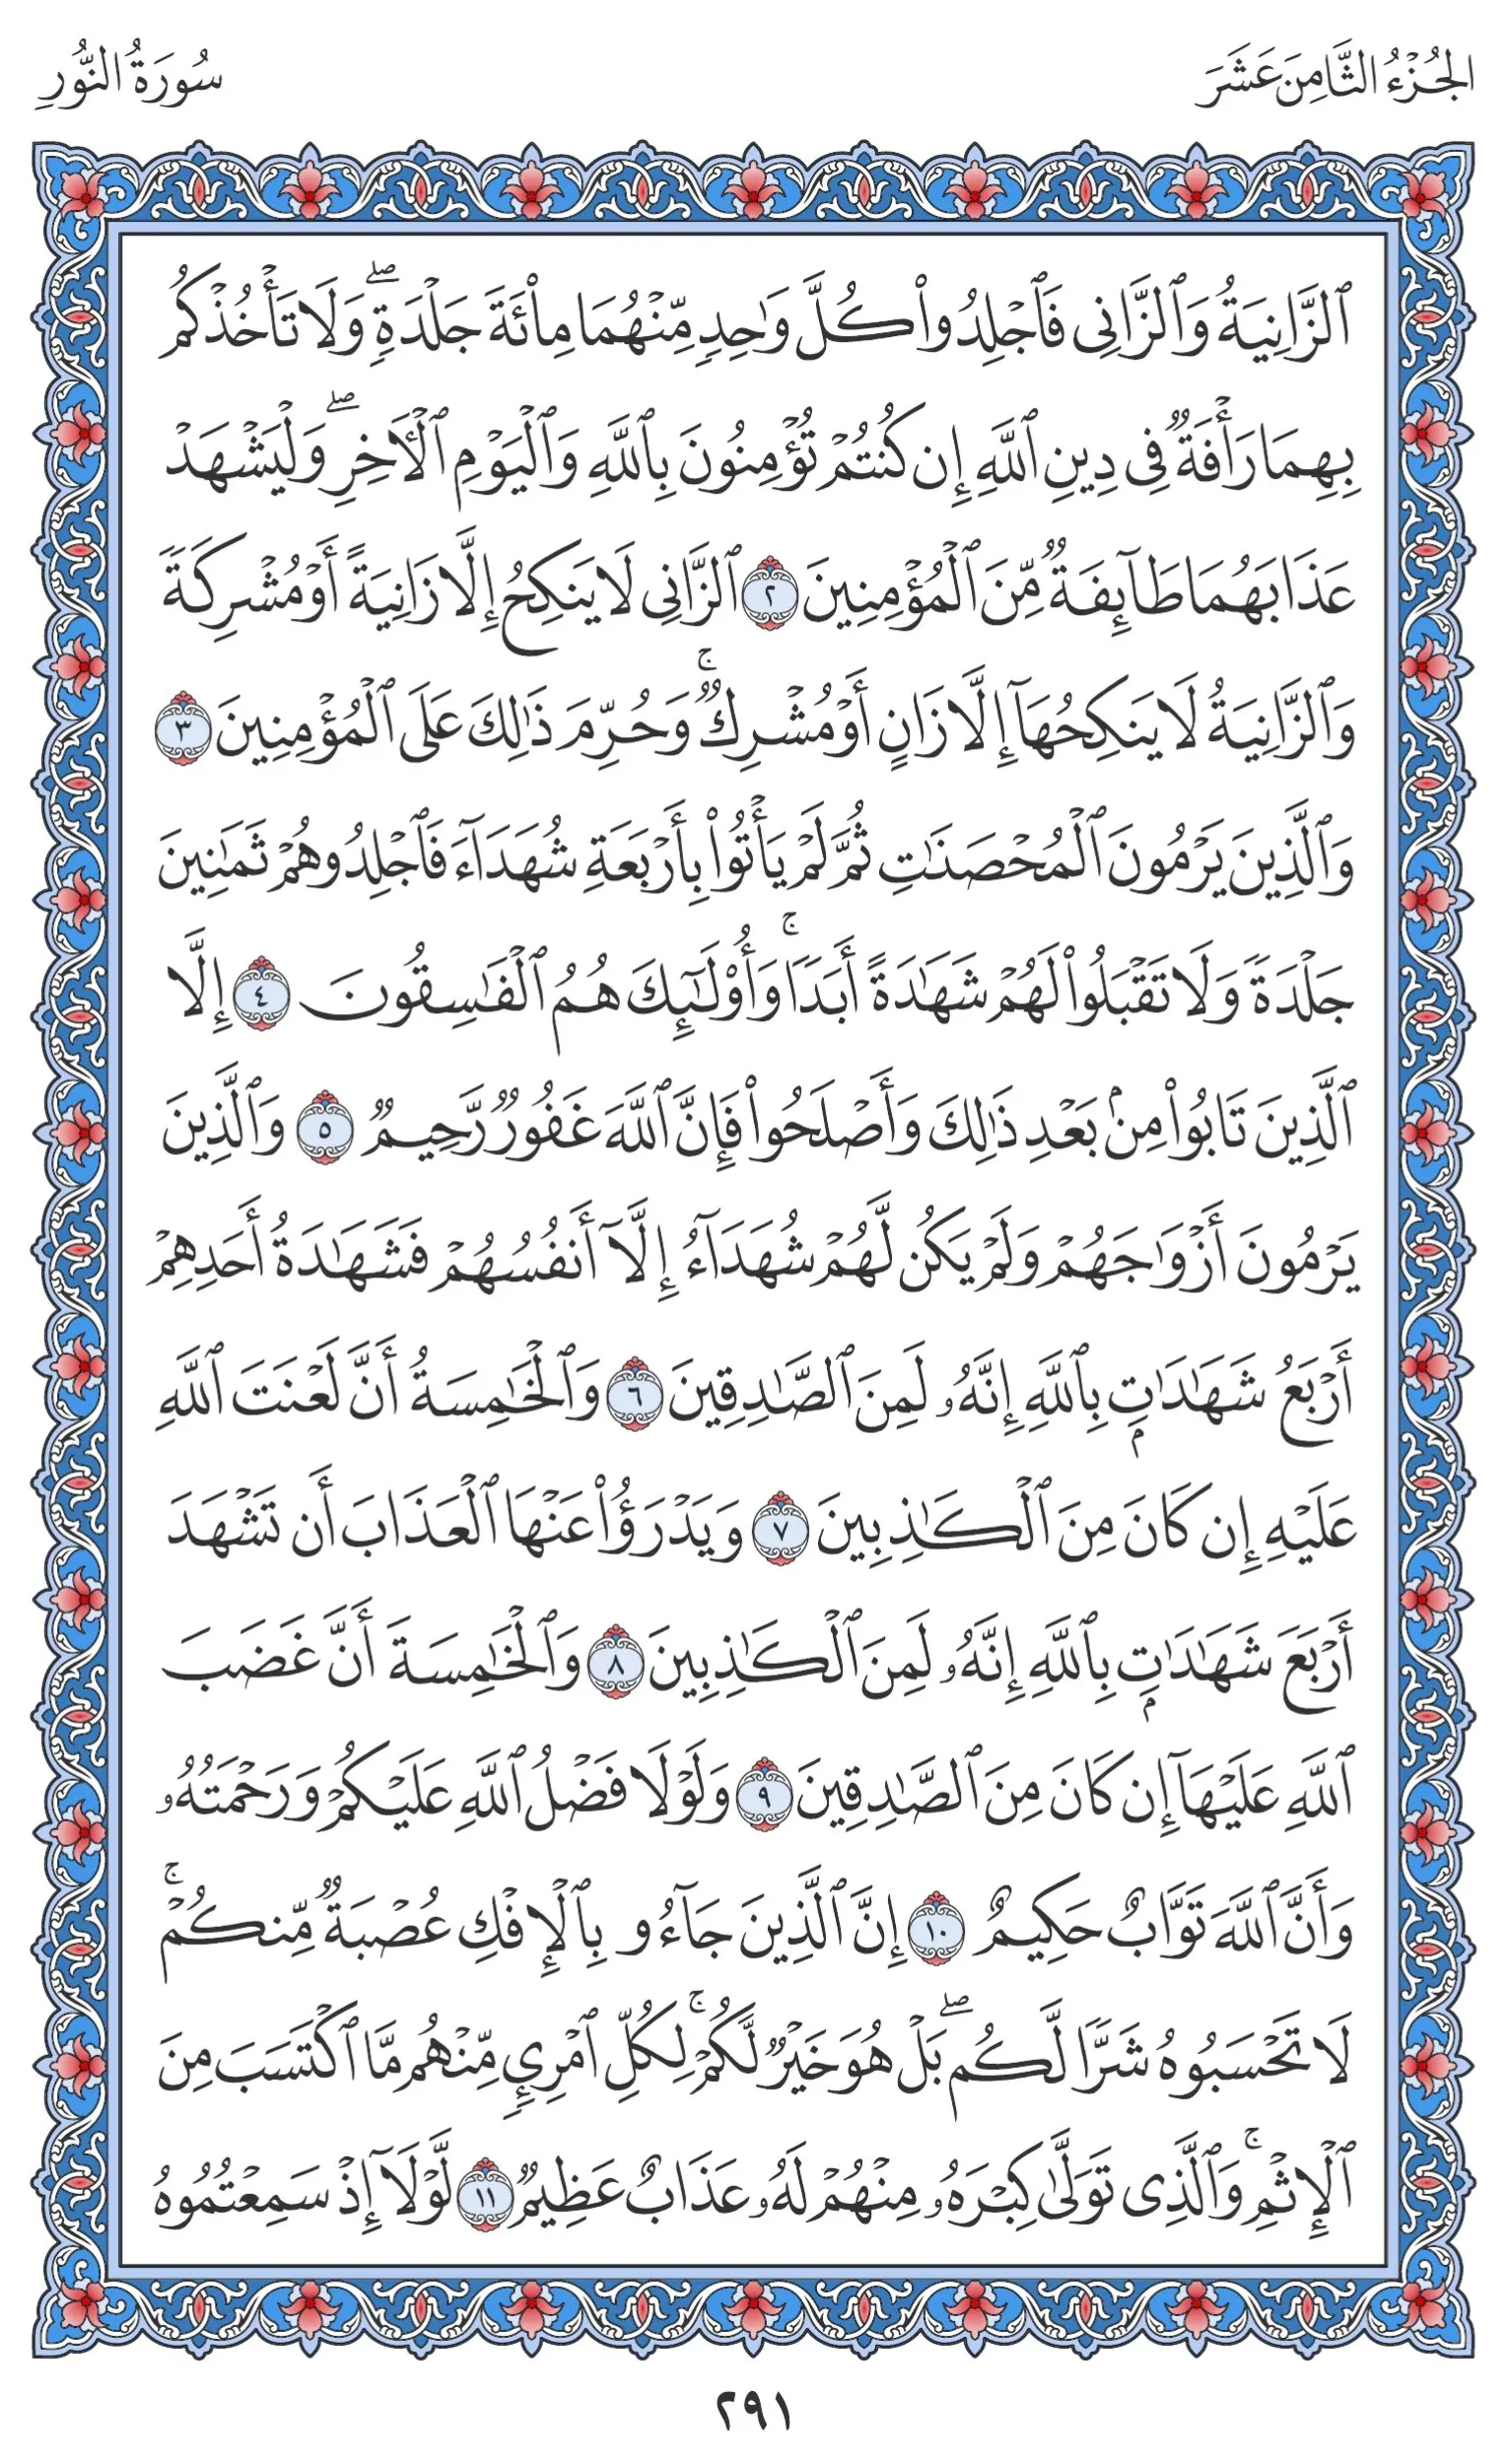 الجُزْءُ الثَّامِنَ عَشَرَ
سُورَةُ النُّورِ
ٱلزَّانِيَةُ وَٱلزَّانِى فَٱجْلِدُوا۟ كُلَّ وَٰحِدٍ مِّنْهُمَا مِا۟ئَةَ جَلْدَةٍ ۖ وَلَا تَأْخُذْكُم
بِهِمَا رَأْفَةٌ فِى دِينِ ٱللَّهِ إِن كُنتُمْ تُؤْمِنُونَ بِٱللَّهِ وَٱلْيَوْمِ ٱلْـَٔاخِرِ ۖ وَلْيَشْهَدْ
عَذَابَهُمَا طَآئِفَةٌ مِّنَ ٱلْمُؤْمِنِينَ ٢ ٱلزَّانِى لَا يَنكِحُ إِلَّا زَانِيَةً أَوْ مُشْرِكَةً
وَٱلزَّانِيَةُ لَا يَنكِحُهَآ إِلَّا زَانٍ أَوْ مُشْرِكٌ ۚ وَحُرِّمَ ذَٰلِكَ عَلَى ٱلْمُؤْمِنِينَ ٣
وَٱلَّذِينَ يَرْمُونَ ٱلْمُحْصَنَٰتِ ثُمَّ لَمْ يَأْتُوا۟ بِأَرْبَعَةِ شُهَدَآءَ فَٱجْلِدُوهُمْ ثَمَٰنِينَ
جَلْدَةً وَلَا تَقْبَلُوا۟ لَهُمْ شَهَٰدَةً أَبَدًا ۚ وَأُو۟لَٰٓئِكَ هُمُ ٱلْفَٰسِقُونَ ٤ إِلَّا
ٱلَّذِينَ تَابُوا۟ مِنۢ بَعْدِ ذَٰلِكَ وَأَصْلَحُوا۟ فَإِنَّ ٱللَّهَ غَفُورٌ رَّحِيمٌ ٥ وَٱلَّذِينَ
يَرْمُونَ أَزْوَٰجَهُمْ وَلَمْ يَكُن لَّهُمْ شُهَدَآءُ إِلَّآ أَنفُسُهُمْ فَشَهَٰدَةُ أَحَدِهِمْ
أَرْبَعُ شَهَٰدَٰتٍۭ بِٱللَّهِ إِنَّهُۥ لَمِنَ ٱلصَّٰدِقِينَ ٦ وَٱلْخَٰمِسَةُ أَنَّ لَعْنَتَ ٱللَّهِ
عَلَيْهِ إِن كَانَ مِنَ ٱلْكَٰذِبِينَ ٧ وَيَدْرَؤُا۟ عَنْهَا ٱلْعَذَابَ أَن تَشْهَدَ
أَرْبَعَ شَهَٰدَٰتٍۭ بِٱللَّهِ إِنَّهُۥ لَمِنَ ٱلْكَٰذِبِينَ ٨ وَٱلْخَٰمِسَةَ أَنَّ غَضَبَ
ٱللَّهِ عَلَيْهَآ إِن كَانَ مِنَ ٱلصَّٰدِقِينَ ٩ وَلَوْلَا فَضْلُ ٱللَّهِ عَلَيْكُمْ وَرَحْمَتُهُۥ
وَأَنَّ ٱللَّهَ تَوَّابٌ حَكِيمٌ ١٠ إِنَّ ٱلَّذِينَ جَآءُو بِٱلْإِفْكِ عُصْبَةٌ مِّنكُمْ ۚ
لَا تَحْسَبُوهُ شَرًّا لَّكُم ۖ بَلْ هُوَ خَيْرٌ لَّكُمْ ۚ لِكُلِّ ٱمْرِئٍ مِّنْهُم مَّا ٱكْتَسَبَ مِنَ
ٱلْإِثْمِ ۚ وَٱلَّذِى تَوَلَّىٰ كِبْرَهُۥ مِنْهُمْ لَهُۥ عَذَابٌ عَظِيمٌ ١١ لَّوْلَآ إِذْ سَمِعْتُمُوهُ
٢٩١